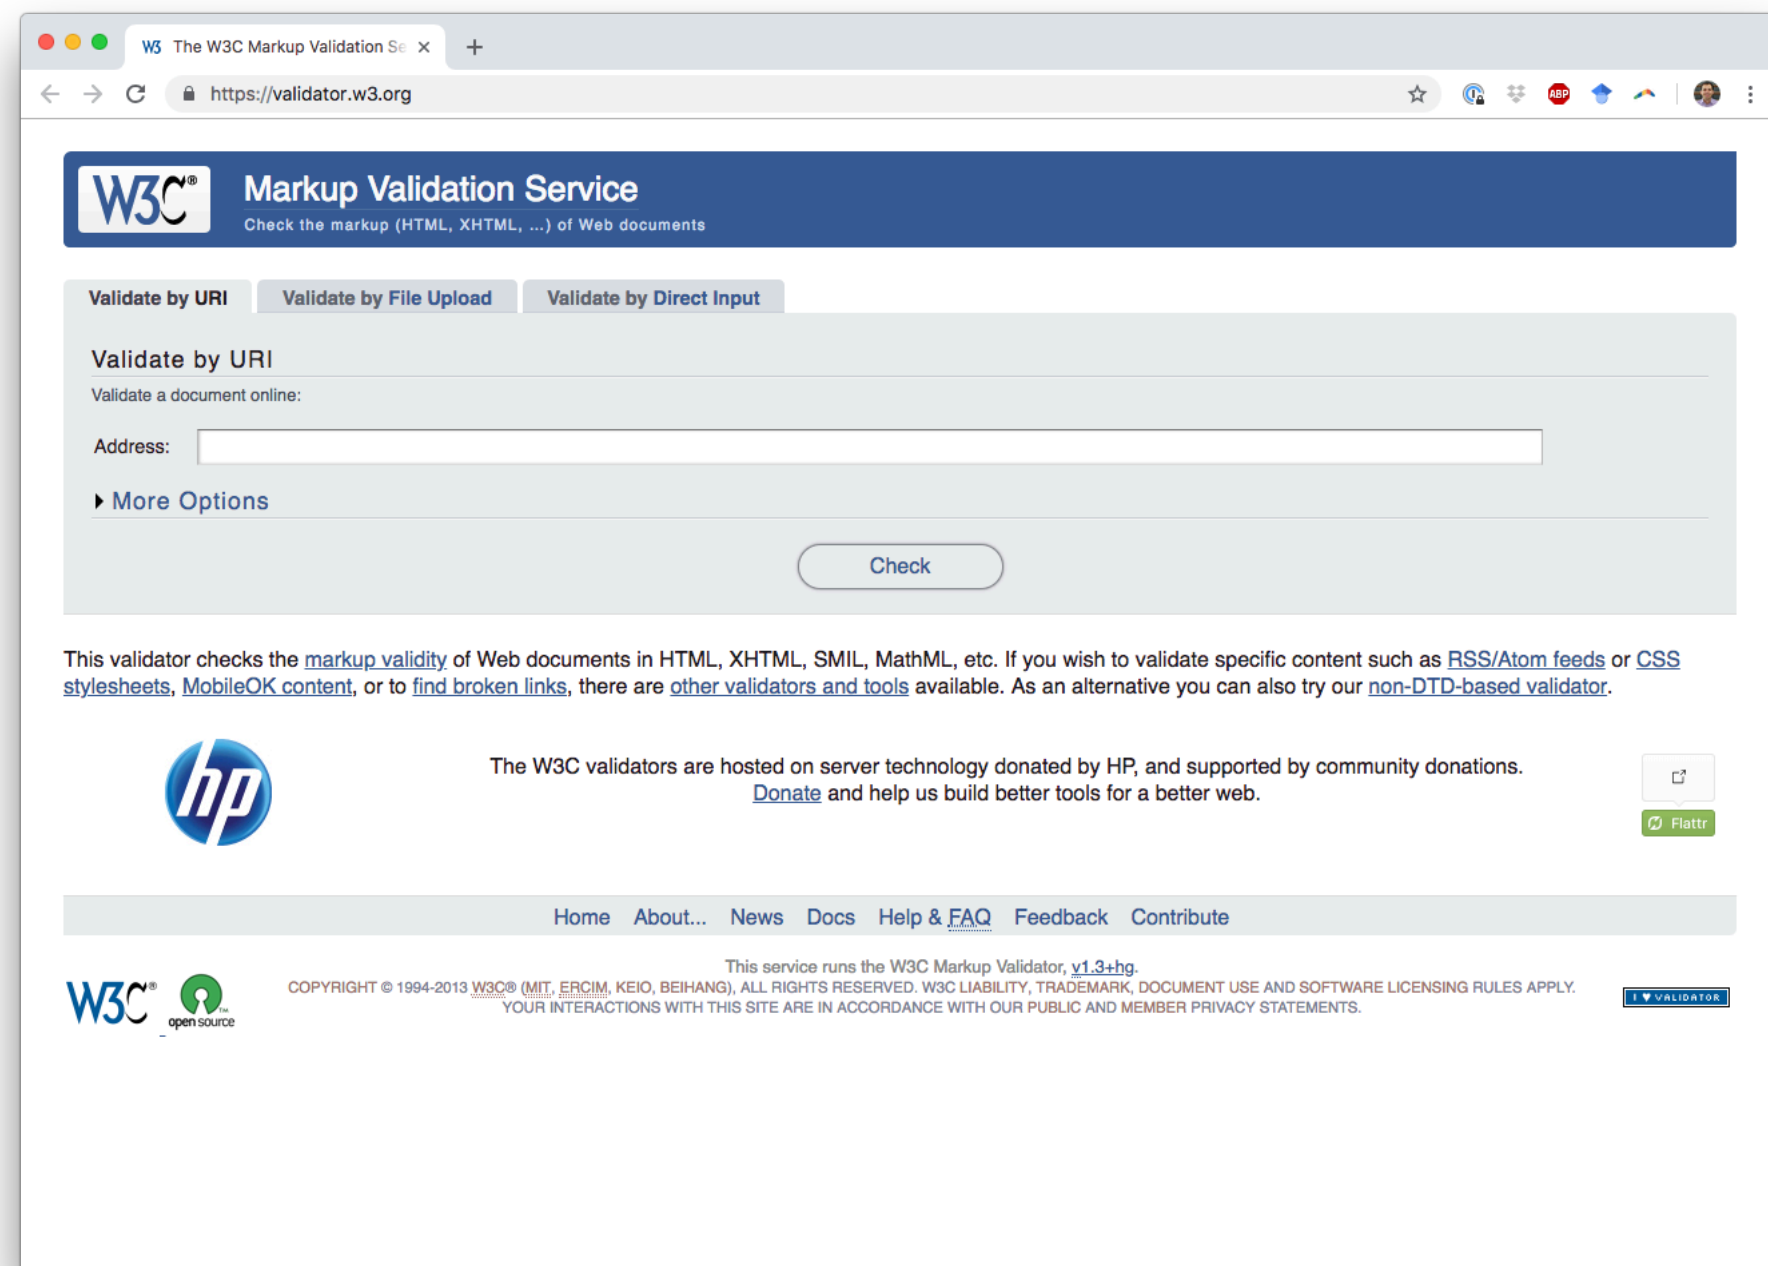 W3 The W3C Markup Validation Se
https://validator.w3.org
ABP
W3C®
Markup Validation Service
Check the markup (HTML, XHTML, ...) of Web documents
Validate by URI
Validate by File Upload
Validate by Direct Input
Validate by URI
Validate a document online:
Address:
More Options
Check
This validator checks the markup validity of Web documents in HTML, XHTML, SMIL, MathML, etc. If you wish to validate specific content such as RSS/Atom feeds or CSS
stylesheets, MobileOK content, or to find broken links, there are other validators and tools available. As an alternative you can also try our non-DTD-based validator.
hp
The W3C validators are hosted on server technology donated by HP, and supported by community donations.
Donate and help us build better tools for a better web.
Flattr
Home About... News Docs Help & FAQ Feedback Contribute
This service runs the W3C Markup Validator, v1.3+hg.
COPYRIGHT © 1994-2013 W3C® (MIT, ERCIM, KEIO, BEIHANG), ALL RIGHTS RESERVED. W3C LIABILITY, TRADEMARK, DOCUMENT USE AND SOFTWARE LICENSING RULES APPLY.
YOUR INTERACTIONS WITH THIS SITE ARE IN ACCORDANCE WITH OUR PUBLIC AND MEMBER PRIVACY STATEMENTS.
W3C®
open source™
I ♥ VALIDATOR